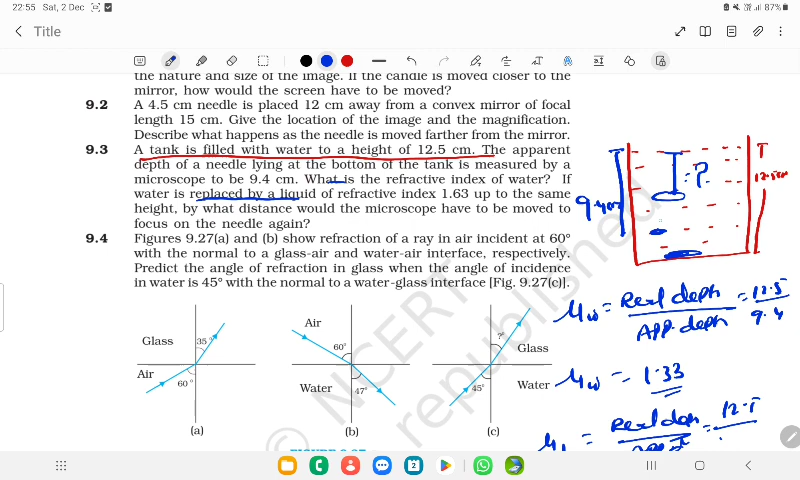 22:55 Sat, 2 Dec
87%
Title
the nature and size of the image. If the candle is moved closer to the
mirror, how would the screen have to be moved?
9.2 A 4.5 cm needle is placed 12 cm away from a convex mirror of focal
length 15 cm. Give the location of the image and the magnification.
Describe what happens as the needle is moved farther from the mirror.
9.3 A tank is filled with water to a height of 12.5 cm. The apparent
depth of a needle lying at the bottom of the tank is measured by a
microscope to be 9.4 cm. What is the refractive index of water? If
water is replaced by a liquid of refractive index 1.63 up to the same
height, by what distance would the microscope have to be moved to
focus on the needle again?
9.4 Figures 9.27(a) and (b) show refraction of a ray in air incident at 60°
with the normal to a glass-air and water-air interface, respectively.
Predict the angle of refraction in glass when the angle of incidence
in water is 45° with the normal to a water-glass interface [Fig. 9.27(c)].
Glass 35°
Air 60°
(a)
Air 60°
Water 47°
(b)
?° Glass
45° Water
(c)
© NCERT
republished
= ?
12.5cm
9.4cm
μw = Real depth / App. depth = 12.5 / 9.4
μw = 1.33
= Real dep